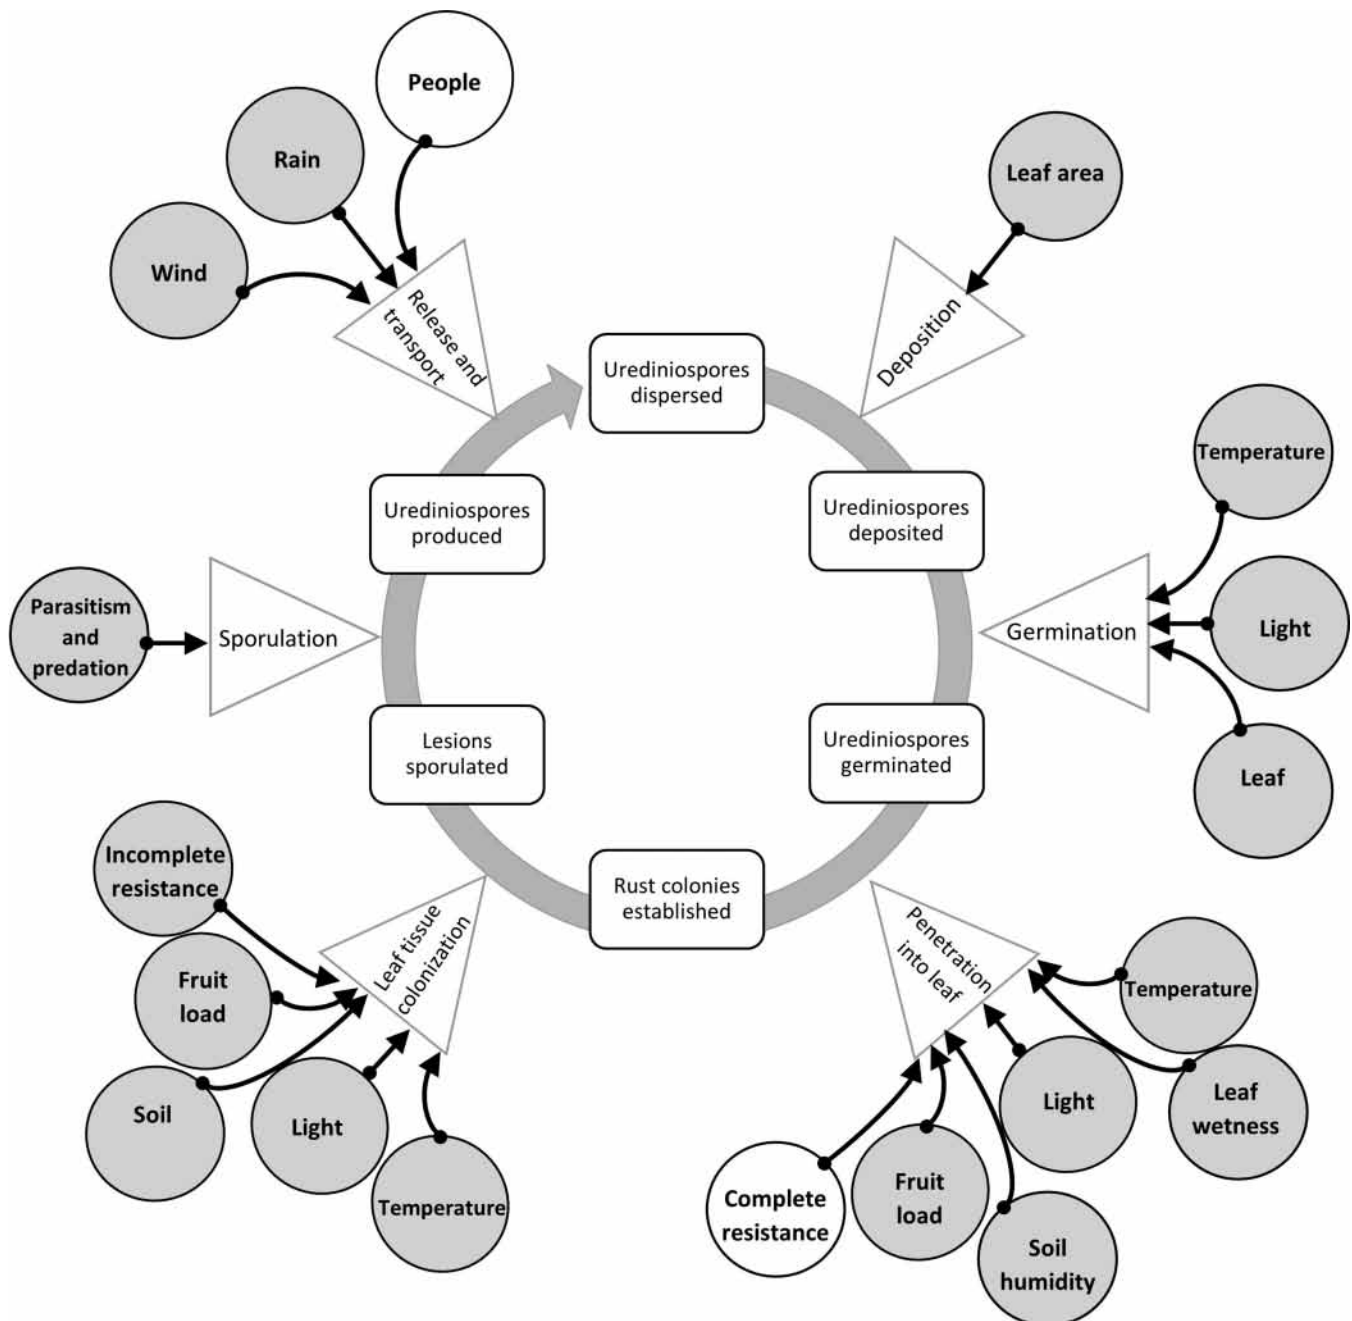 People
Rain
Wind
Release and
transport
Leaf area
Deposition
Urediniospores
dispersed
Temperature
Urediniospores
produced
Urediniospores
deposited
Parasitism
and
predation
Sporulation
Germination
Light
Lesions
sporulated
Urediniospores
germinated
Leaf
Rust colonies
established
Incomplete
resistance
Leaf tissue
colonization
Penetration
into leaf
Fruit
load
Temperature
Soil
Light
Temperature
Light
Leaf
wetness
Complete
resistance
Fruit
load
Soil
humidity